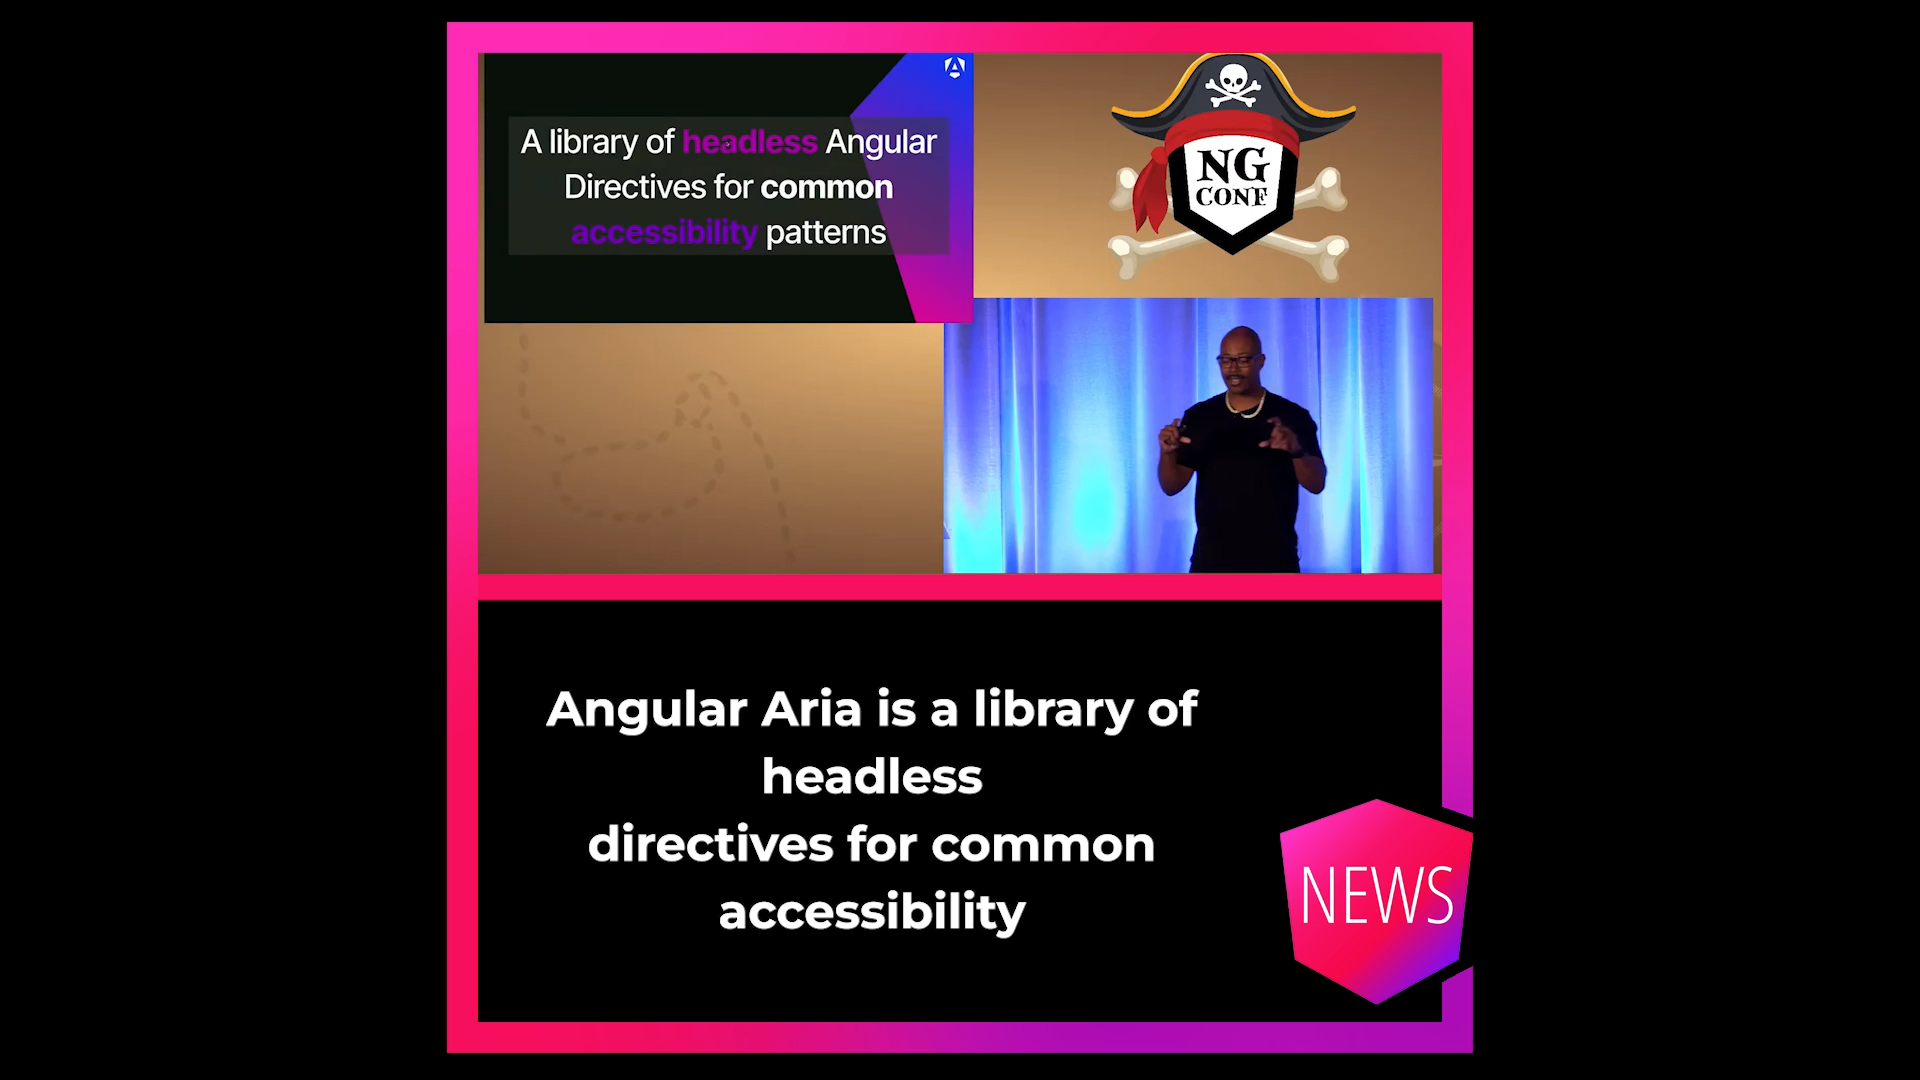 A library of headless Angular
Directives for common
accessibility patterns
NG
CONF
Angular Aria is a library of
headless
directives for common
accessibility
NEWS